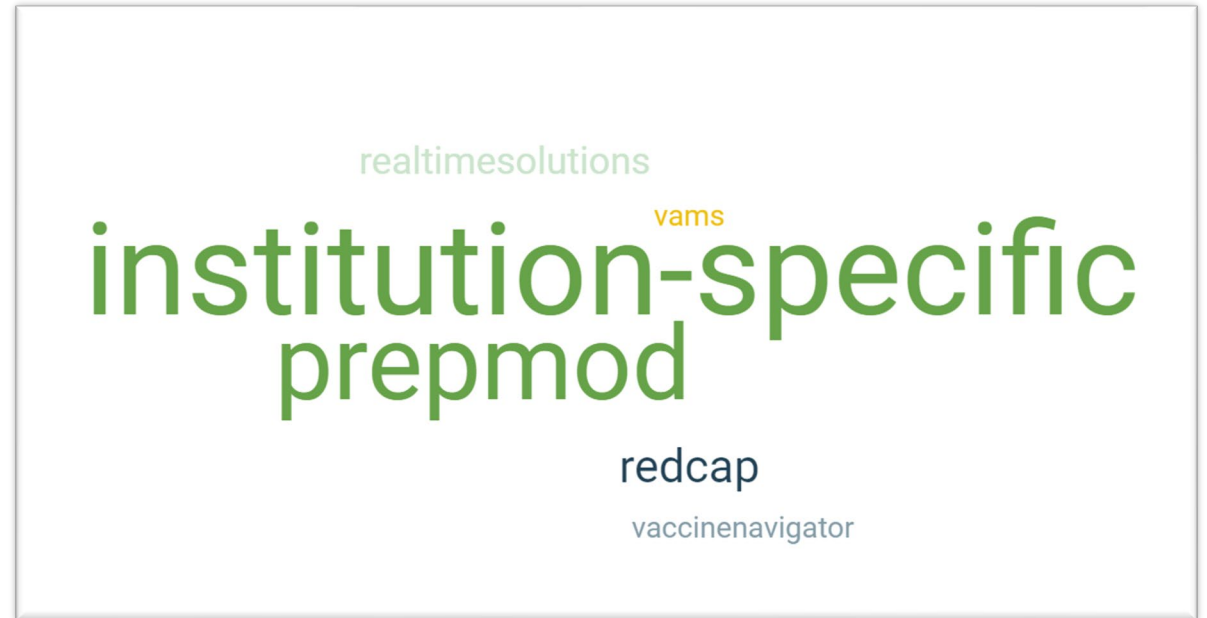 realtimesolutions
vams
institution-specific
prepmod
redcap
vaccinenavigator